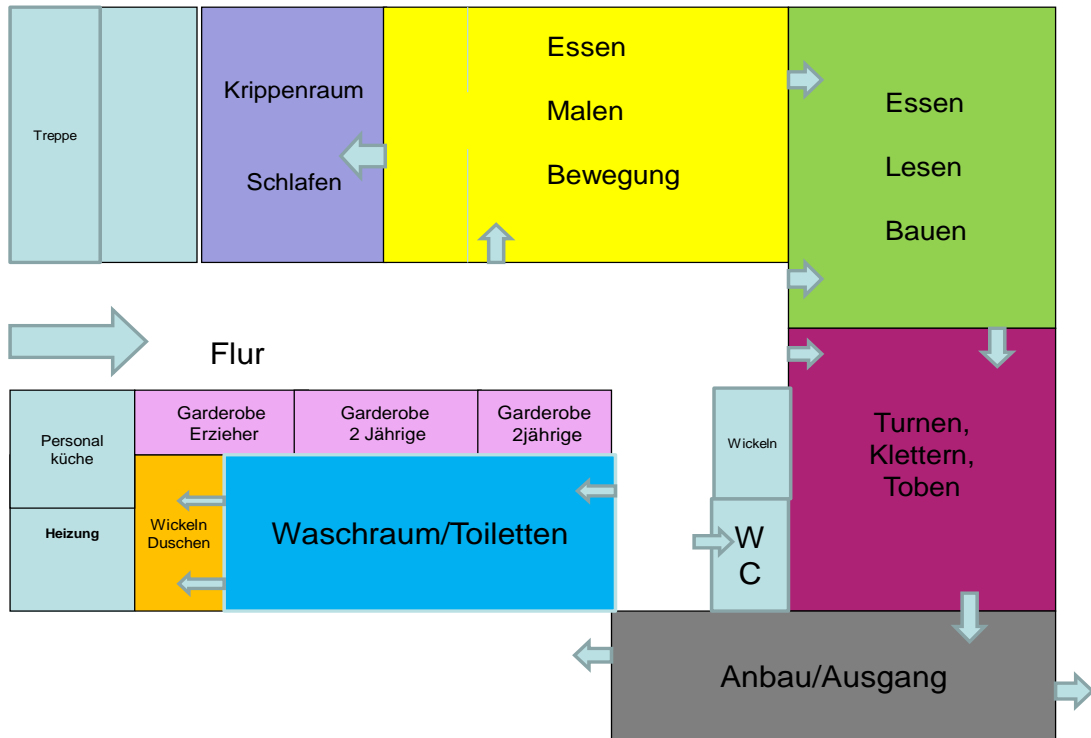 Treppe
Krippenraum
Schlafen
Essen
Malen
Bewegung
Essen
Lesen
Bauen
Flur
Personal
küche
Heizung
Garderobe
Erzieher
Garderobe
2 Jährige
Garderobe
2jährige
Wickeln
Duschen
Waschraum/Toiletten
Wickeln
W
C
Turnen,
Klettern,
Toben
Anbau/Ausgang